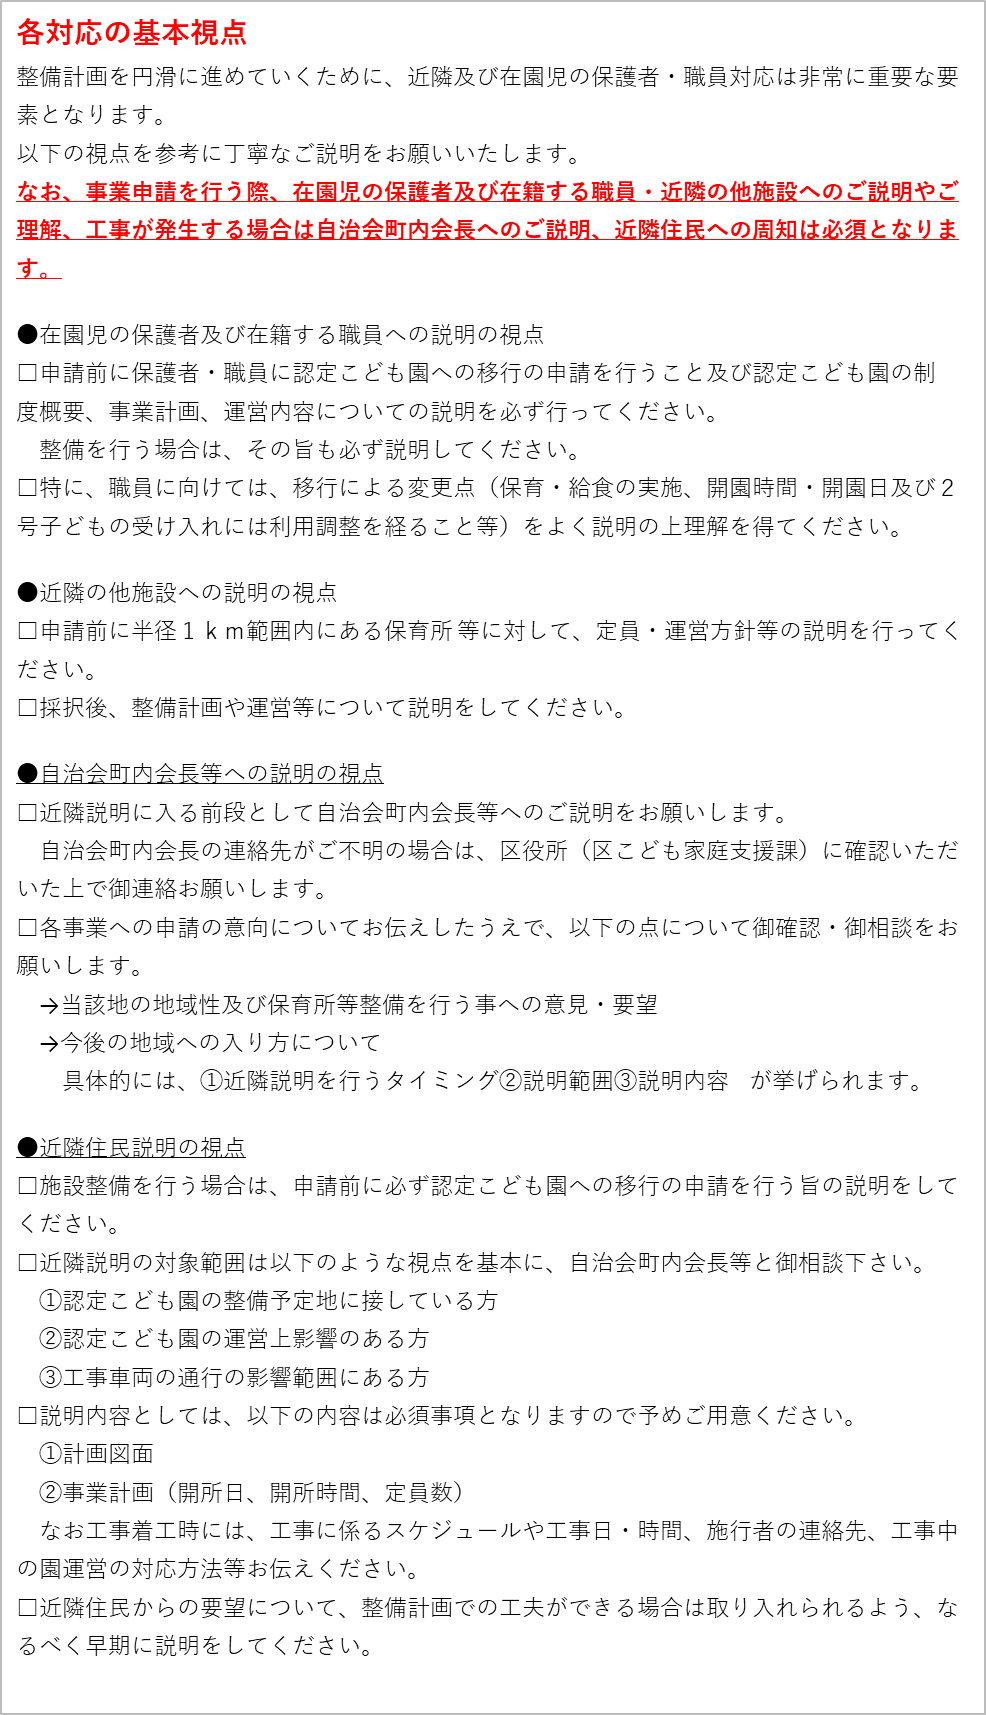 各対応の基本視点
整備計画を円滑に進めていくために、近隣及び在園児の保護者・職員対応は非常に重要な要
素となります。
以下の視点を参考に丁寧なご説明をお願いいたします。
なお、事業申請を行う際、在園児の保護者及び在籍する職員・近隣の他施設へのご説明やご
理解、工事が発生する場合は自治会町内会長へのご説明、近隣住民への周知は必須となりま
す。
●在園児の保護者及び在籍する職員への説明の視点
□申請前に保護者・職員に認定こども園への移行の申請を行うこと及び認定こども園の制
度概要、事業計画、運営内容についての説明を必ず行ってください。
　整備を行う場合は、その旨も必ず説明してください。
□特に、職員に向けては、移行による変更点（保育・給食の実施、開園時間・開園日及び２
号子どもの受け入れには利用調整を経ること等）をよく説明の上理解を得てください。
●近隣の他施設への説明の視点
□申請前に半径１ｋｍ範囲内にある保育所等に対して、定員・運営方針等の説明を行ってく
ださい。
□採択後、整備計画や運営等について説明をしてください。
●自治会町内会長等への説明の視点
□近隣説明に入る前段として自治会町内会長等へのご説明をお願いします。
　自治会町内会長の連絡先がご不明の場合は、区役所（区こども家庭支援課）に確認いただ
いた上で御連絡お願いします。
□各事業への申請の意向についてお伝えしたうえで、以下の点について御確認・御相談をお
願いします。
　→当該地の地域性及び保育所等整備を行う事への意見・要望
　→今後の地域への入り方について
　　具体的には、①近隣説明を行うタイミング②説明範囲③説明内容　が挙げられます。
●近隣住民説明の視点
□施設整備を行う場合は、申請前に必ず認定こども園への移行の申請を行う旨の説明をして
ください。
□近隣説明の対象範囲は以下のような視点を基本に、自治会町内会長等と御相談下さい。
　①認定こども園の整備予定地に接している方
　②認定こども園の運営上影響のある方
　③工事車両の通行の影響範囲にある方
□説明内容としては、以下の内容は必須事項となりますので予めご用意ください。
　①計画図面
　②事業計画（開所日、開所時間、定員数）
　なお工事着工時には、工事に係るスケジュールや工事日・時間、施行者の連絡先、工事中
の園運営の対応方法等お伝えください。
□近隣住民からの要望について、整備計画での工夫ができる場合は取り入れられるよう、な
るべく早期に説明をしてください。